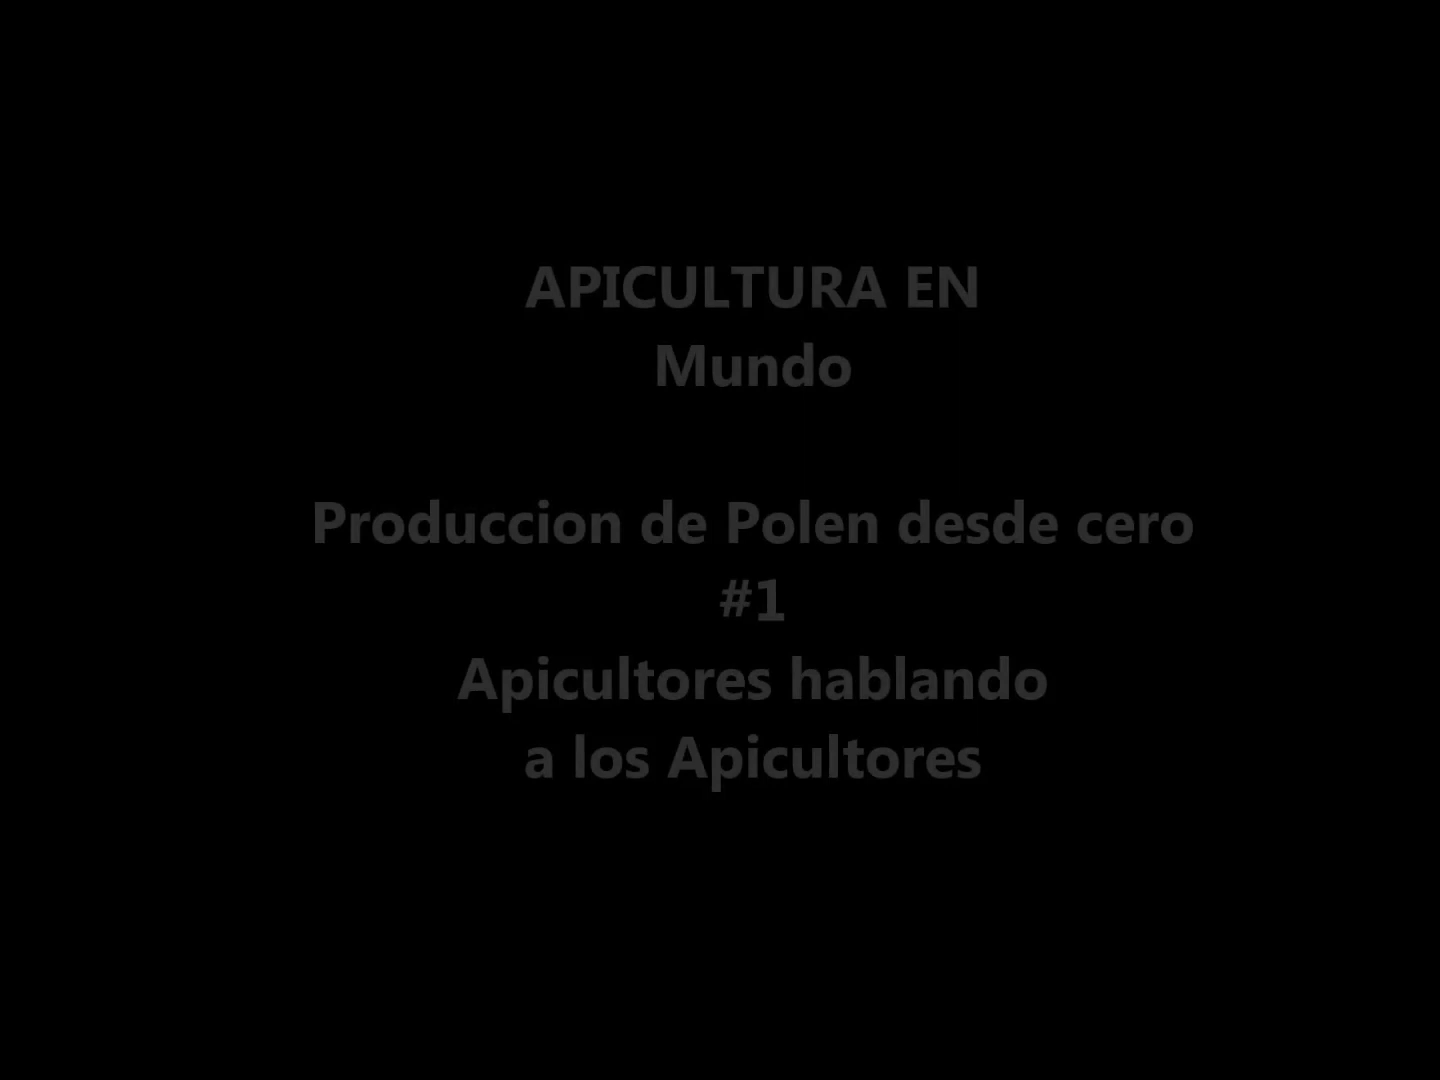 APICULTURA EN
Mundo
Produccion de Polen desde cero
#1
Apicultores hablando
a los Apicultores